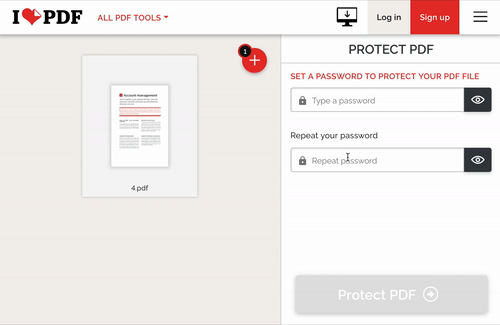 I PDF
ALL PDF TOOLS
Log in
Sign up
1
Account management
4.pdf
PROTECT PDF
SET A PASSWORD TO PROTECT YOUR PDF FILE
Type a password
Repeat your password
Repeat password
Protect PDF